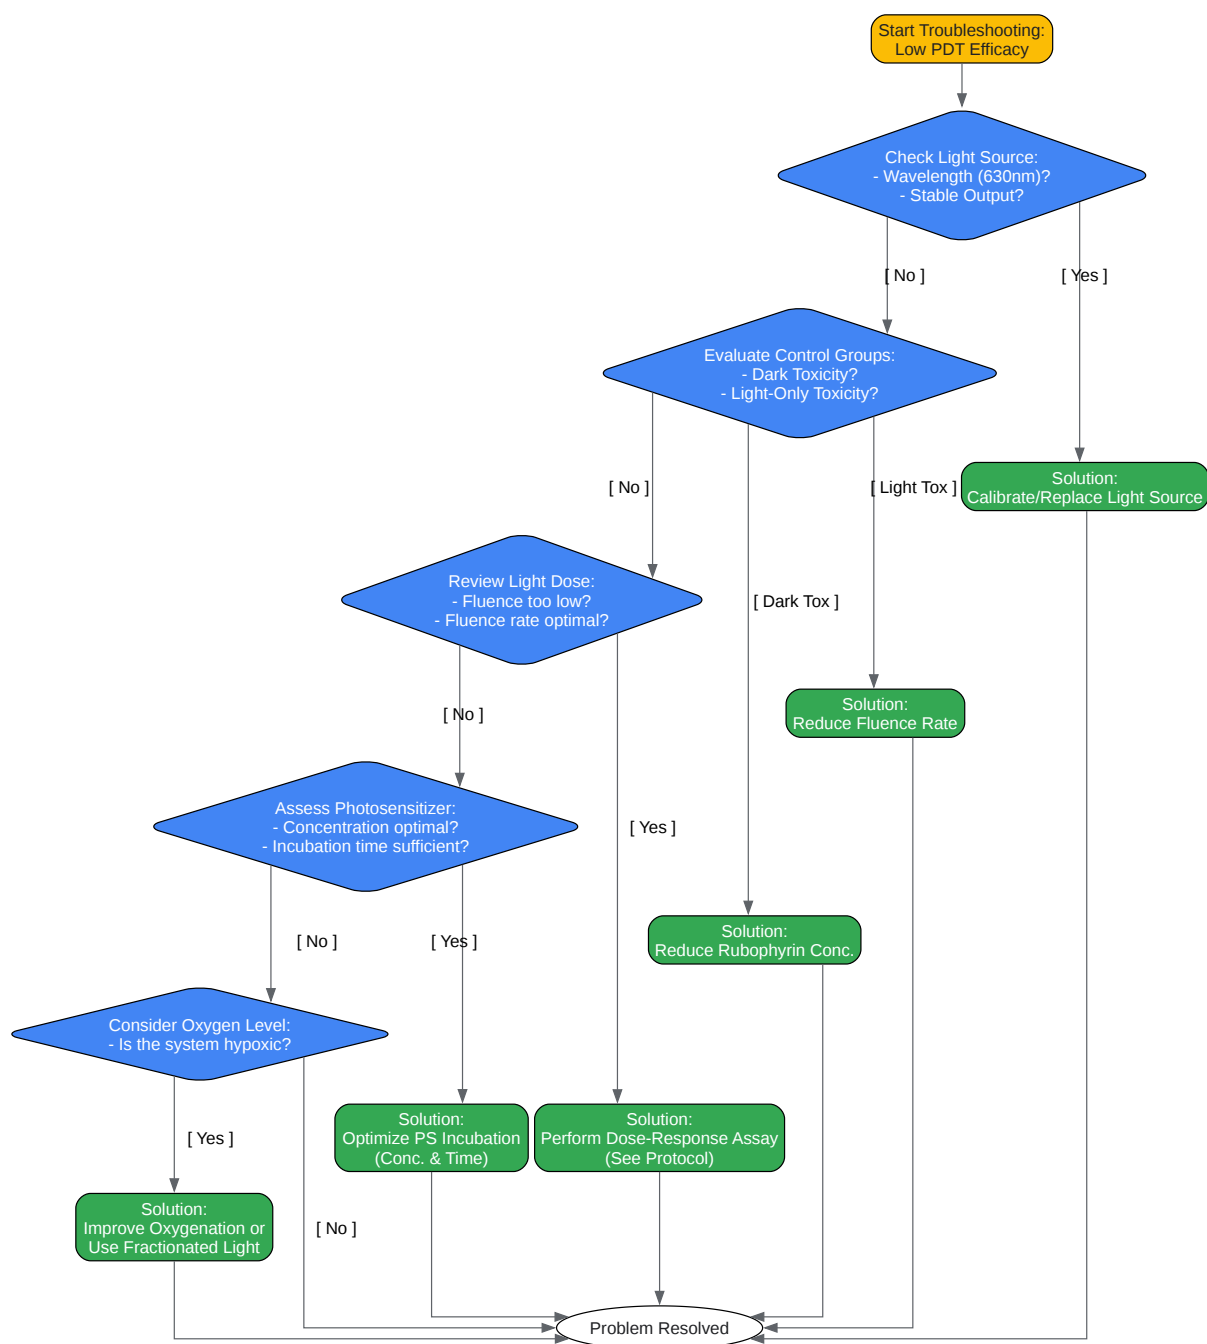 Start Troubleshooting:
Low PDT Efficacy
Check Light Source:
- Wavelength (630nm)?
- Stable Output?
[ No ]
[ Yes ]
Evaluate Control Groups:
- Dark Toxicity?
- Light-Only Toxicity?
[ No ]
[ Light Tox ]
Solution:
Calibrate/Replace Light Source
Review Light Dose:
- Fluence too low?
- Fluence rate optimal?
[ Dark Tox ]
[ No ]
Solution:
Reduce Fluence Rate
Assess Photosensitizer:
- Concentration optimal?
- Incubation time sufficient?
[ Yes ]
[ No ]
[ Yes ]
Solution:
Reduce Rubophyrin Conc.
Consider Oxygen Level:
- Is the system hypoxic?
[ Yes ]
Solution:
Optimize PS Incubation
(Conc. & Time)
Solution:
Perform Dose-Response Assay
(See Protocol)
Solution:
Improve Oxygenation or
Use Fractionated Light
[ No ]
Problem Resolved